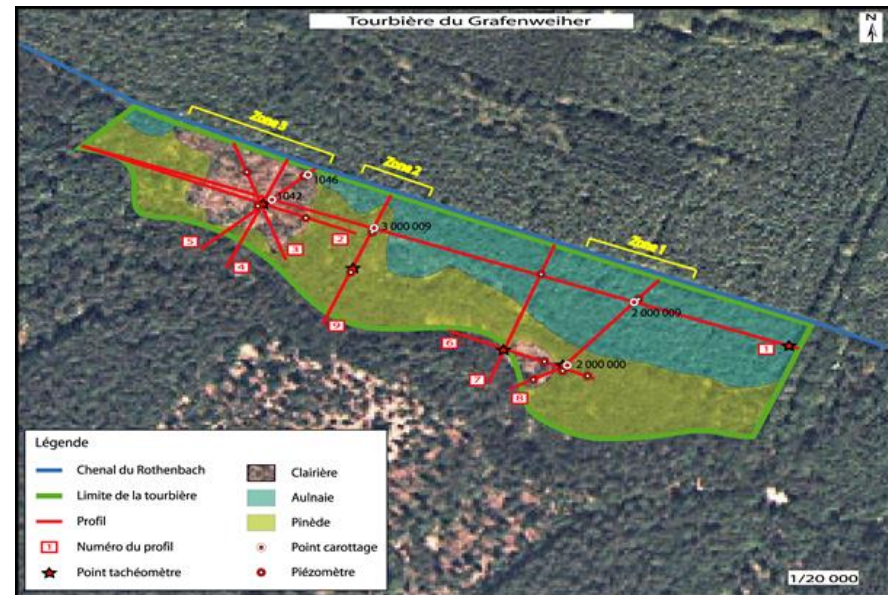 Tourbière du Grafenweiher
N
Zone 3
Zone 2
1046
1042
3 000 009
Zone 1
5
4
3
2
2 000 009
9
6
1
7
2 000 000
8
Légende
Chenal du Rothenbach
Limite de la tourbière
Profil
1 Numéro du profil
Point tachéomètre
Clairière
Aulnaie
Pinède
Point carottage
Piézomètre
1/20 000